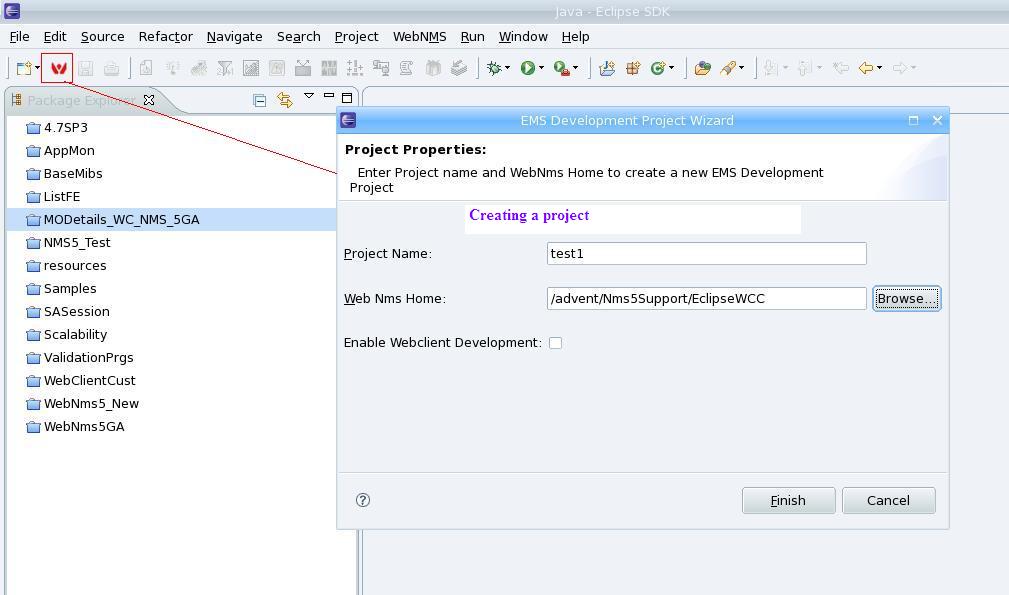 Java - Eclipse SDK
File Edit Source Refactor Navigate Search Project WebNMS Run Window Help
Package Explorer
4.7SP3
AppMon
BaseMibs
ListFE
MODetails_WC_NMS_5GA
NMS5_Test
resources
Samples
SASession
Scalability
ValidationPrgs
WebClientCust
WebNms5_New
WebNms5GA
EMS Development Project Wizard
Project Properties:
Enter Project name and WebNms Home to create a new EMS Development
Project
Creating a project
Project Name: test1
Web Nms Home: /advent/Nms5Support/EclipseWCC Browse...
Enable Webclient Development:
Finish Cancel